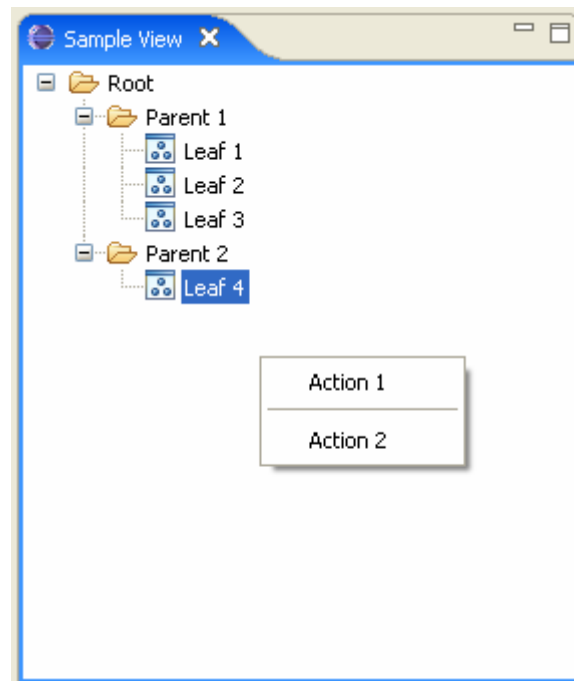 Sample View
Root
Parent 1
Leaf 1
Leaf 2
Leaf 3
Parent 2
Leaf 4
Action 1
Action 2